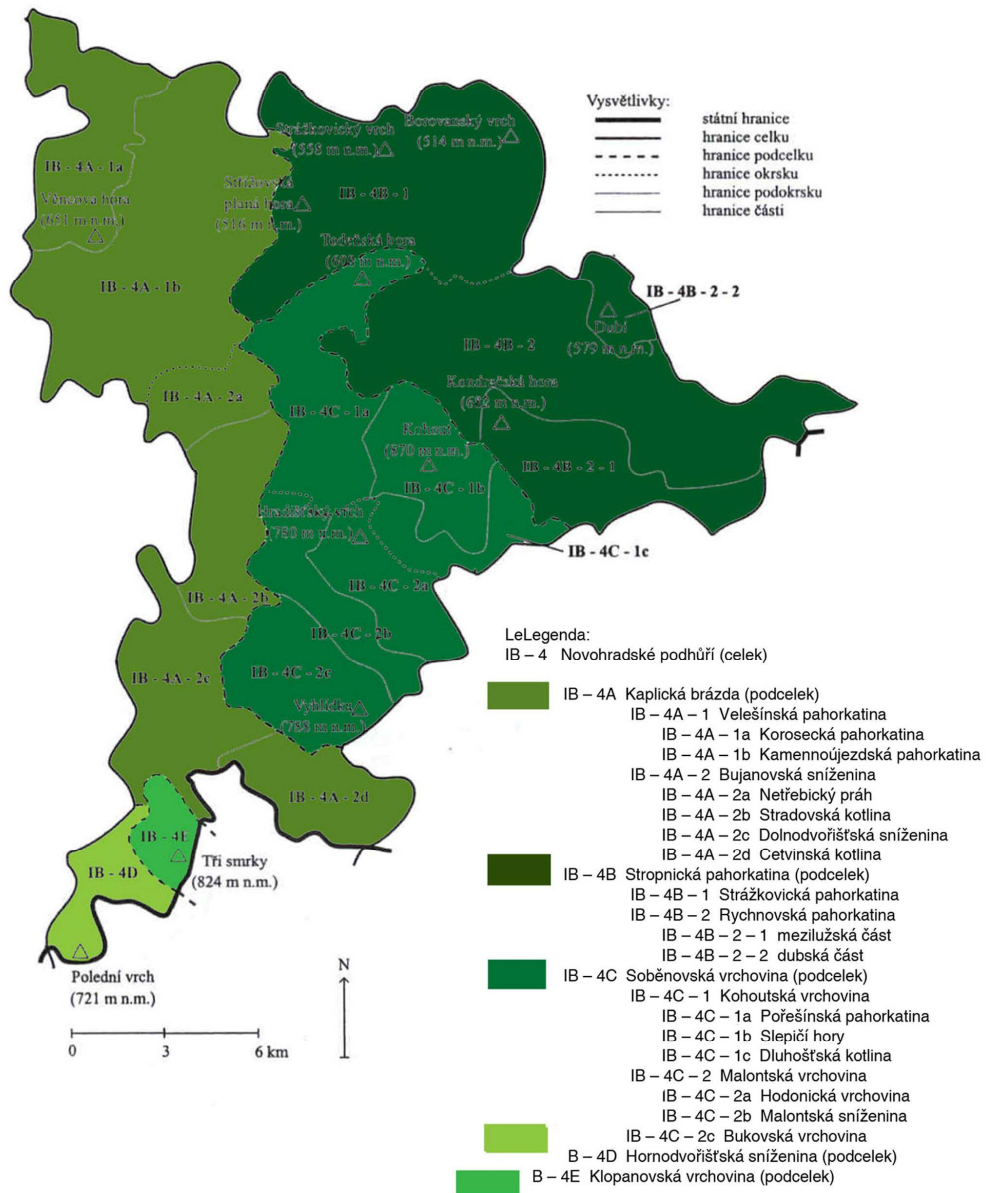 Vysvětlivky:
státní hranice
hranice celku
hranice podcelku
hranice okrsku
hranice podokrsku
hranice části
Strážkovický vrch
(558 m n.m.)
Borovanský vrch
(514 m n.m.)
IB - 4A - 1a
Věncova hora
(651 m n.m.)
Střížovská
planá hora
(516 m n.m.)
IB - 4B - 1
Todeňská hora
(608 m n.m.)
IB - 4A - 1b
IB - 4B - 2 - 2
Dubí
(579 m n.m.)
IB - 4B - 2
IB - 4A - 2a
IB - 4C - 1a
Kondračská hora
(682 m n.m.)
Kohout
(870 m n.m.)
IB - 4B - 2 - 1
IB - 4C - 1b
Hradišťský vrch
(780 m n.m.)
IB - 4C - 1c
IB - 4C - 2a
IB - 4A - 2b
IB - 4C - 2b
IB - 4C - 2c
IB - 4A - 2c
Vyhlídky
(788 m n.m.)
IB - 4A - 2d
IB - 4E
IB - 4D
Tři smrky
(824 m n.m.)
Polední vrch
(721 m n.m.)
N
0 3 6 km
LeLegenda:
IB – 4 Novohradské podhůří (celek)
IB – 4A Kaplická brázda (podcelek)
IB – 4A – 1 Velešínská pahorkatina
IB – 4A – 1a Korosecká pahorkatina
IB – 4A – 1b Kamennoújezdská pahorkatina
IB – 4A – 2 Bujanovská sníženina
IB – 4A – 2a Netřebický práh
IB – 4A – 2b Stradovská kotlina
IB – 4A – 2c Dolnodvořišťská sníženina
IB – 4A – 2d Cetvinská kotlina
IB – 4B Stropnická pahorkatina (podcelek)
IB – 4B – 1 Strážkovická pahorkatina
IB – 4B – 2 Rychnovská pahorkatina
IB – 4B – 2 – 1 mezilužská část
IB – 4B – 2 – 2 dubská část
IB – 4C Soběnovská vrchovina (podcelek)
IB – 4C – 1 Kohoutská vrchovina
IB – 4C – 1a Pořešínská pahorkatina
IB – 4C – 1b Slepičí hory
IB – 4C – 1c Dluhošťská kotlina
IB – 4C – 2 Malontská vrchovina
IB – 4C – 2a Hodonická vrchovina
IB – 4C – 2b Malontská sníženina
IB – 4C – 2c Bukovská vrchovina
B – 4D Hornodvořišťská sníženina (podcelek)
B – 4E Klopanovská vrchovina (podcelek)